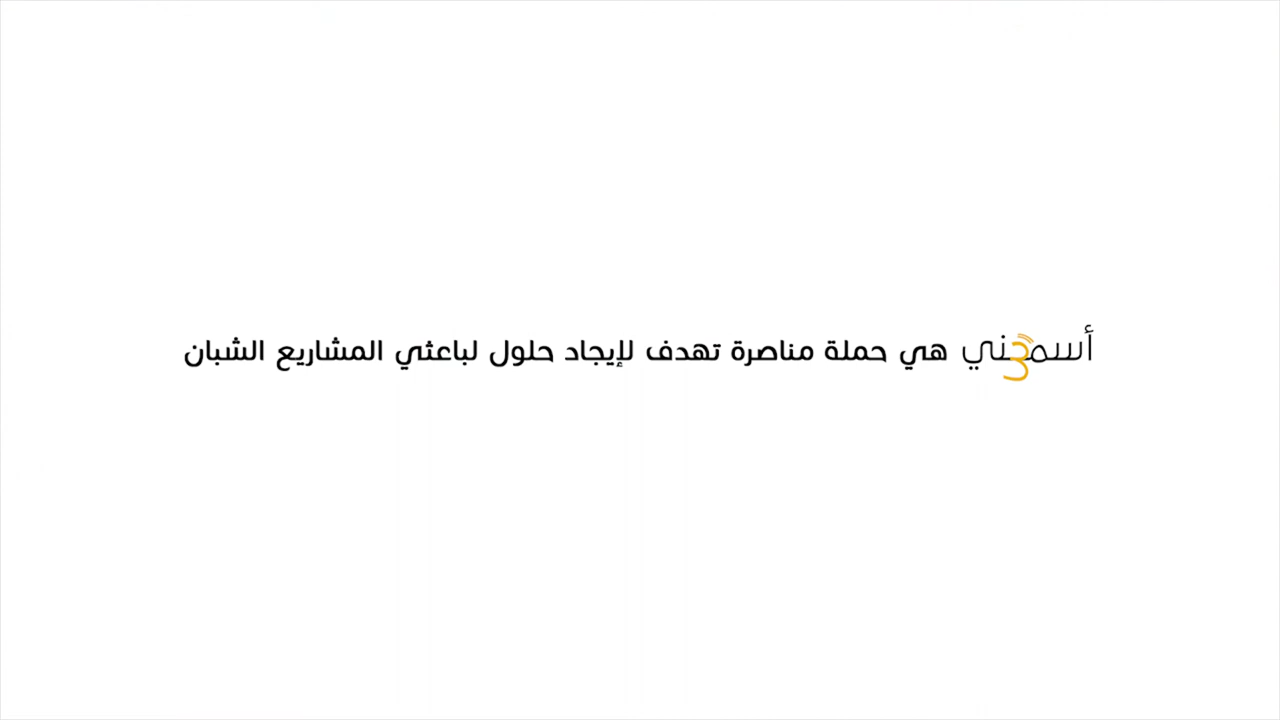 أسمعني هي حملة مناصرة تهدف لإيجاد حلول لباعثي المشاريع الشبان